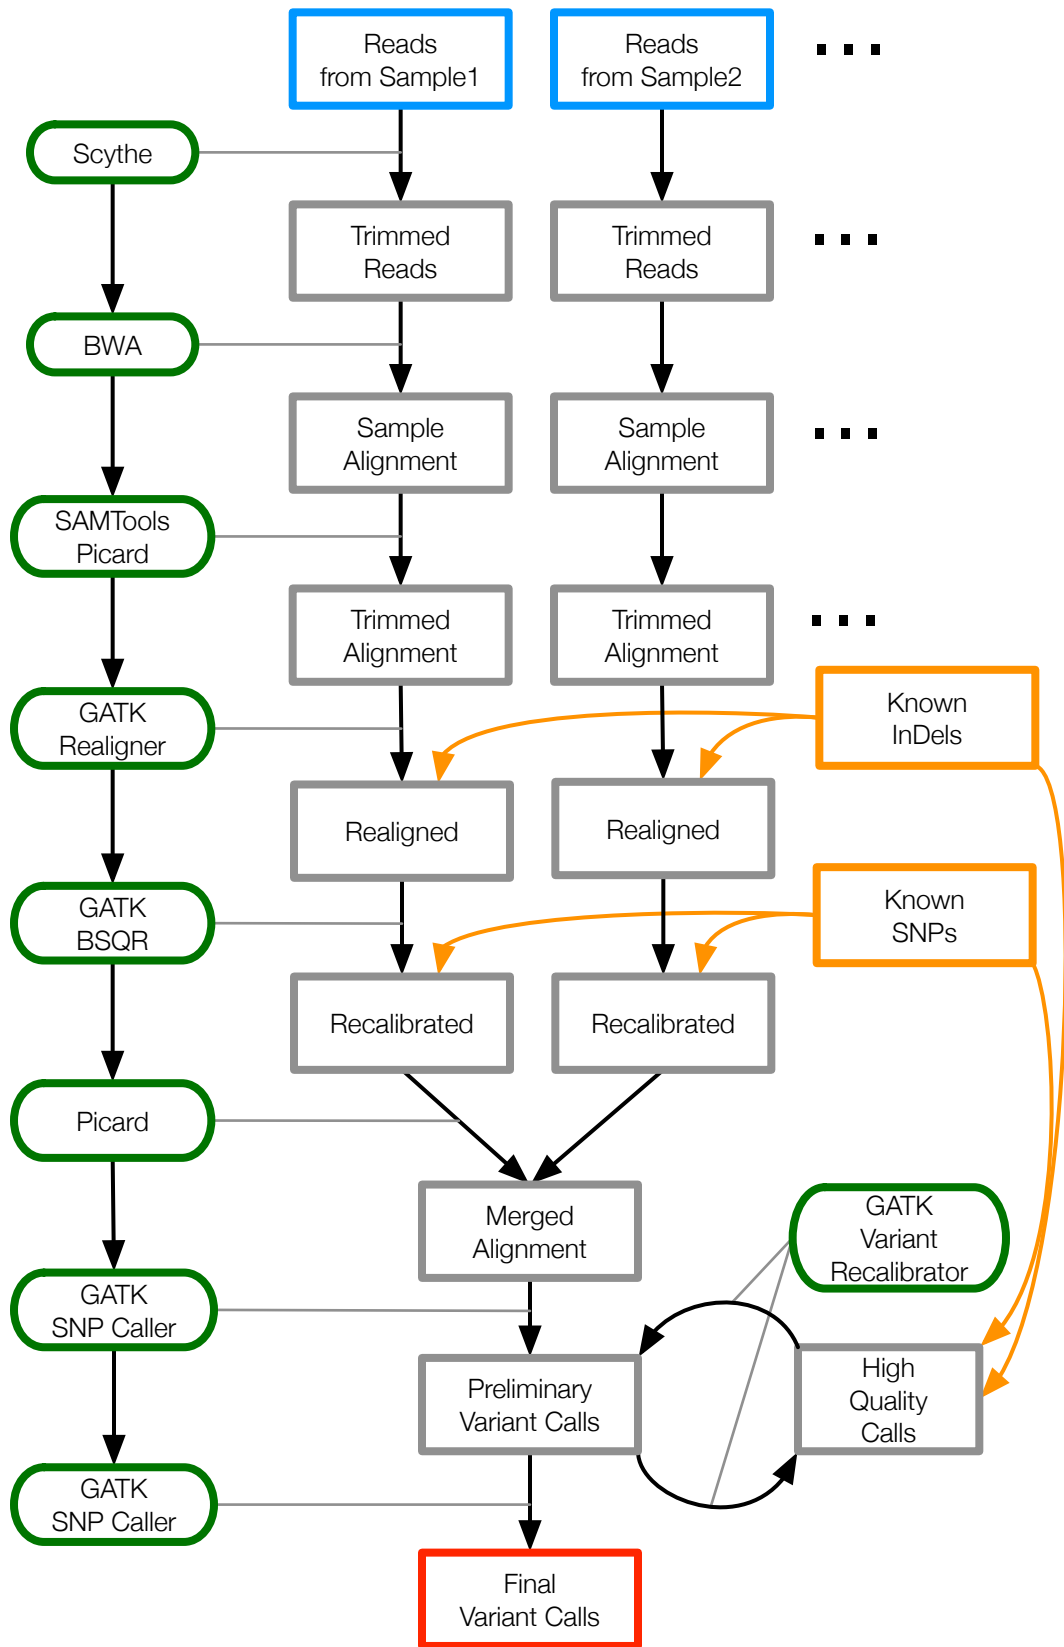 Reads
from Sample1
Reads
from Sample2
Scythe
Trimmed
Reads
Trimmed
Reads
BWA
Sample
Alignment
Sample
Alignment
SAMTools
Picard
Trimmed
Alignment
Trimmed
Alignment
GATK
Realigner
Known
InDels
Realigned
Realigned
GATK
BSQR
Known
SNPs
Recalibrated
Recalibrated
Picard
Merged
Alignment
GATK
Variant
Recalibrator
GATK
SNP Caller
Preliminary
Variant Calls
High
Quality
Calls
GATK
SNP Caller
Final
Variant Calls